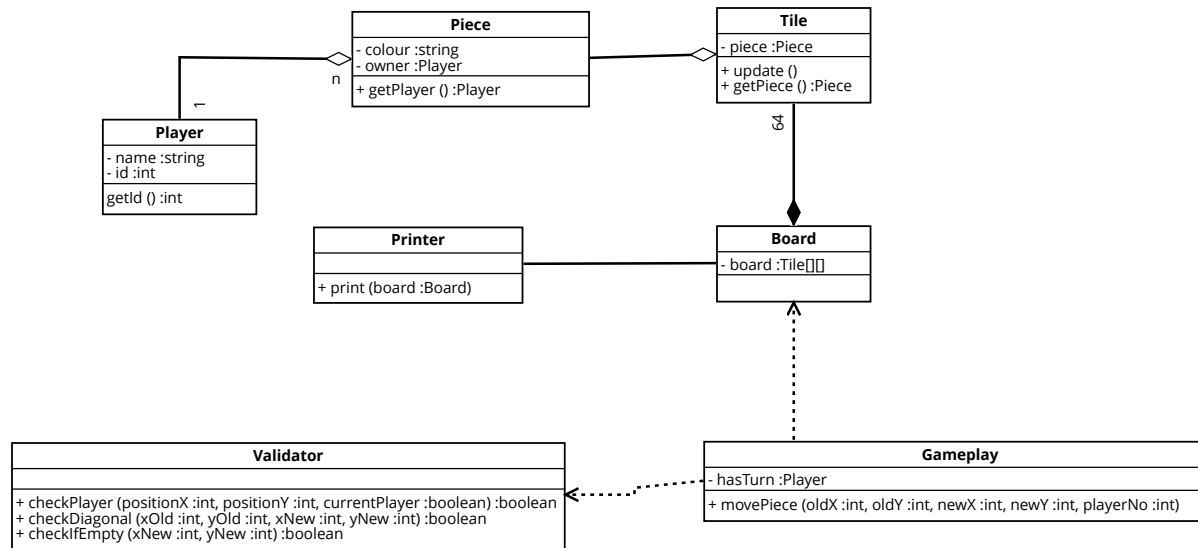 Piece
- colour :string
- owner :Player
+ getPlayer () :Player
n
Tile
- piece :Piece
+ update ()
+ getPiece () :Piece
64
1
Player
- name :string
- id :int
getId () :int
Printer
+ print (board :Board)
Board
- board :Tile[][]
Validator
+ checkPlayer (positionX :int, positionY :int, currentPlayer :boolean) :boolean
+ checkDiagonal (xOld :int, yOld :int, xNew :int, yNew :int) :boolean
+ checkIfEmpty (xNew :int, yNew :int) :boolean
Gameplay
- hasTurn :Player
+ movePiece (oldX :int, oldY :int, newX :int, newY :int, playerNo :int)